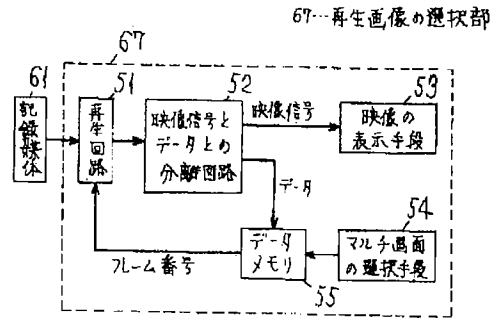 67…再生画像の選択部
67
61
51
52
53
記録媒体
再生回路
映像信号と
データとの
分離回路
映像信号
映像の
表示手段
データ
54
フレーム番号
データ
メモリ
マルチ画面
の選択手段
55